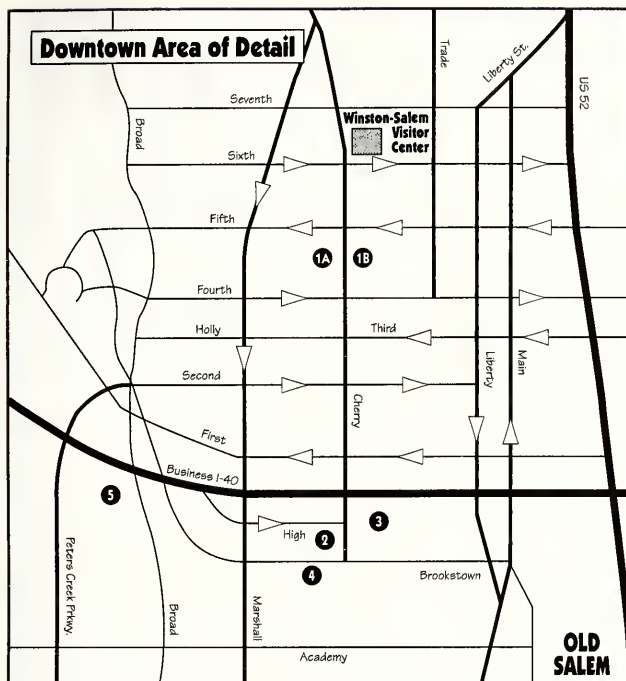 Downtown Area of Detail
Trade
Liberty St.
US 52
Seventh
Broad
Winston-Salem
Visitor
Center
Sixth
Fifth
1A
1B
Fourth
Holly
Third
Second
Liberty
Main
Cherry
First
Business I-40
5
3
High
2
4
Brookstown
Peters Creek Prkwy.
Broad
Marshall
Academy
OLD
SALEM